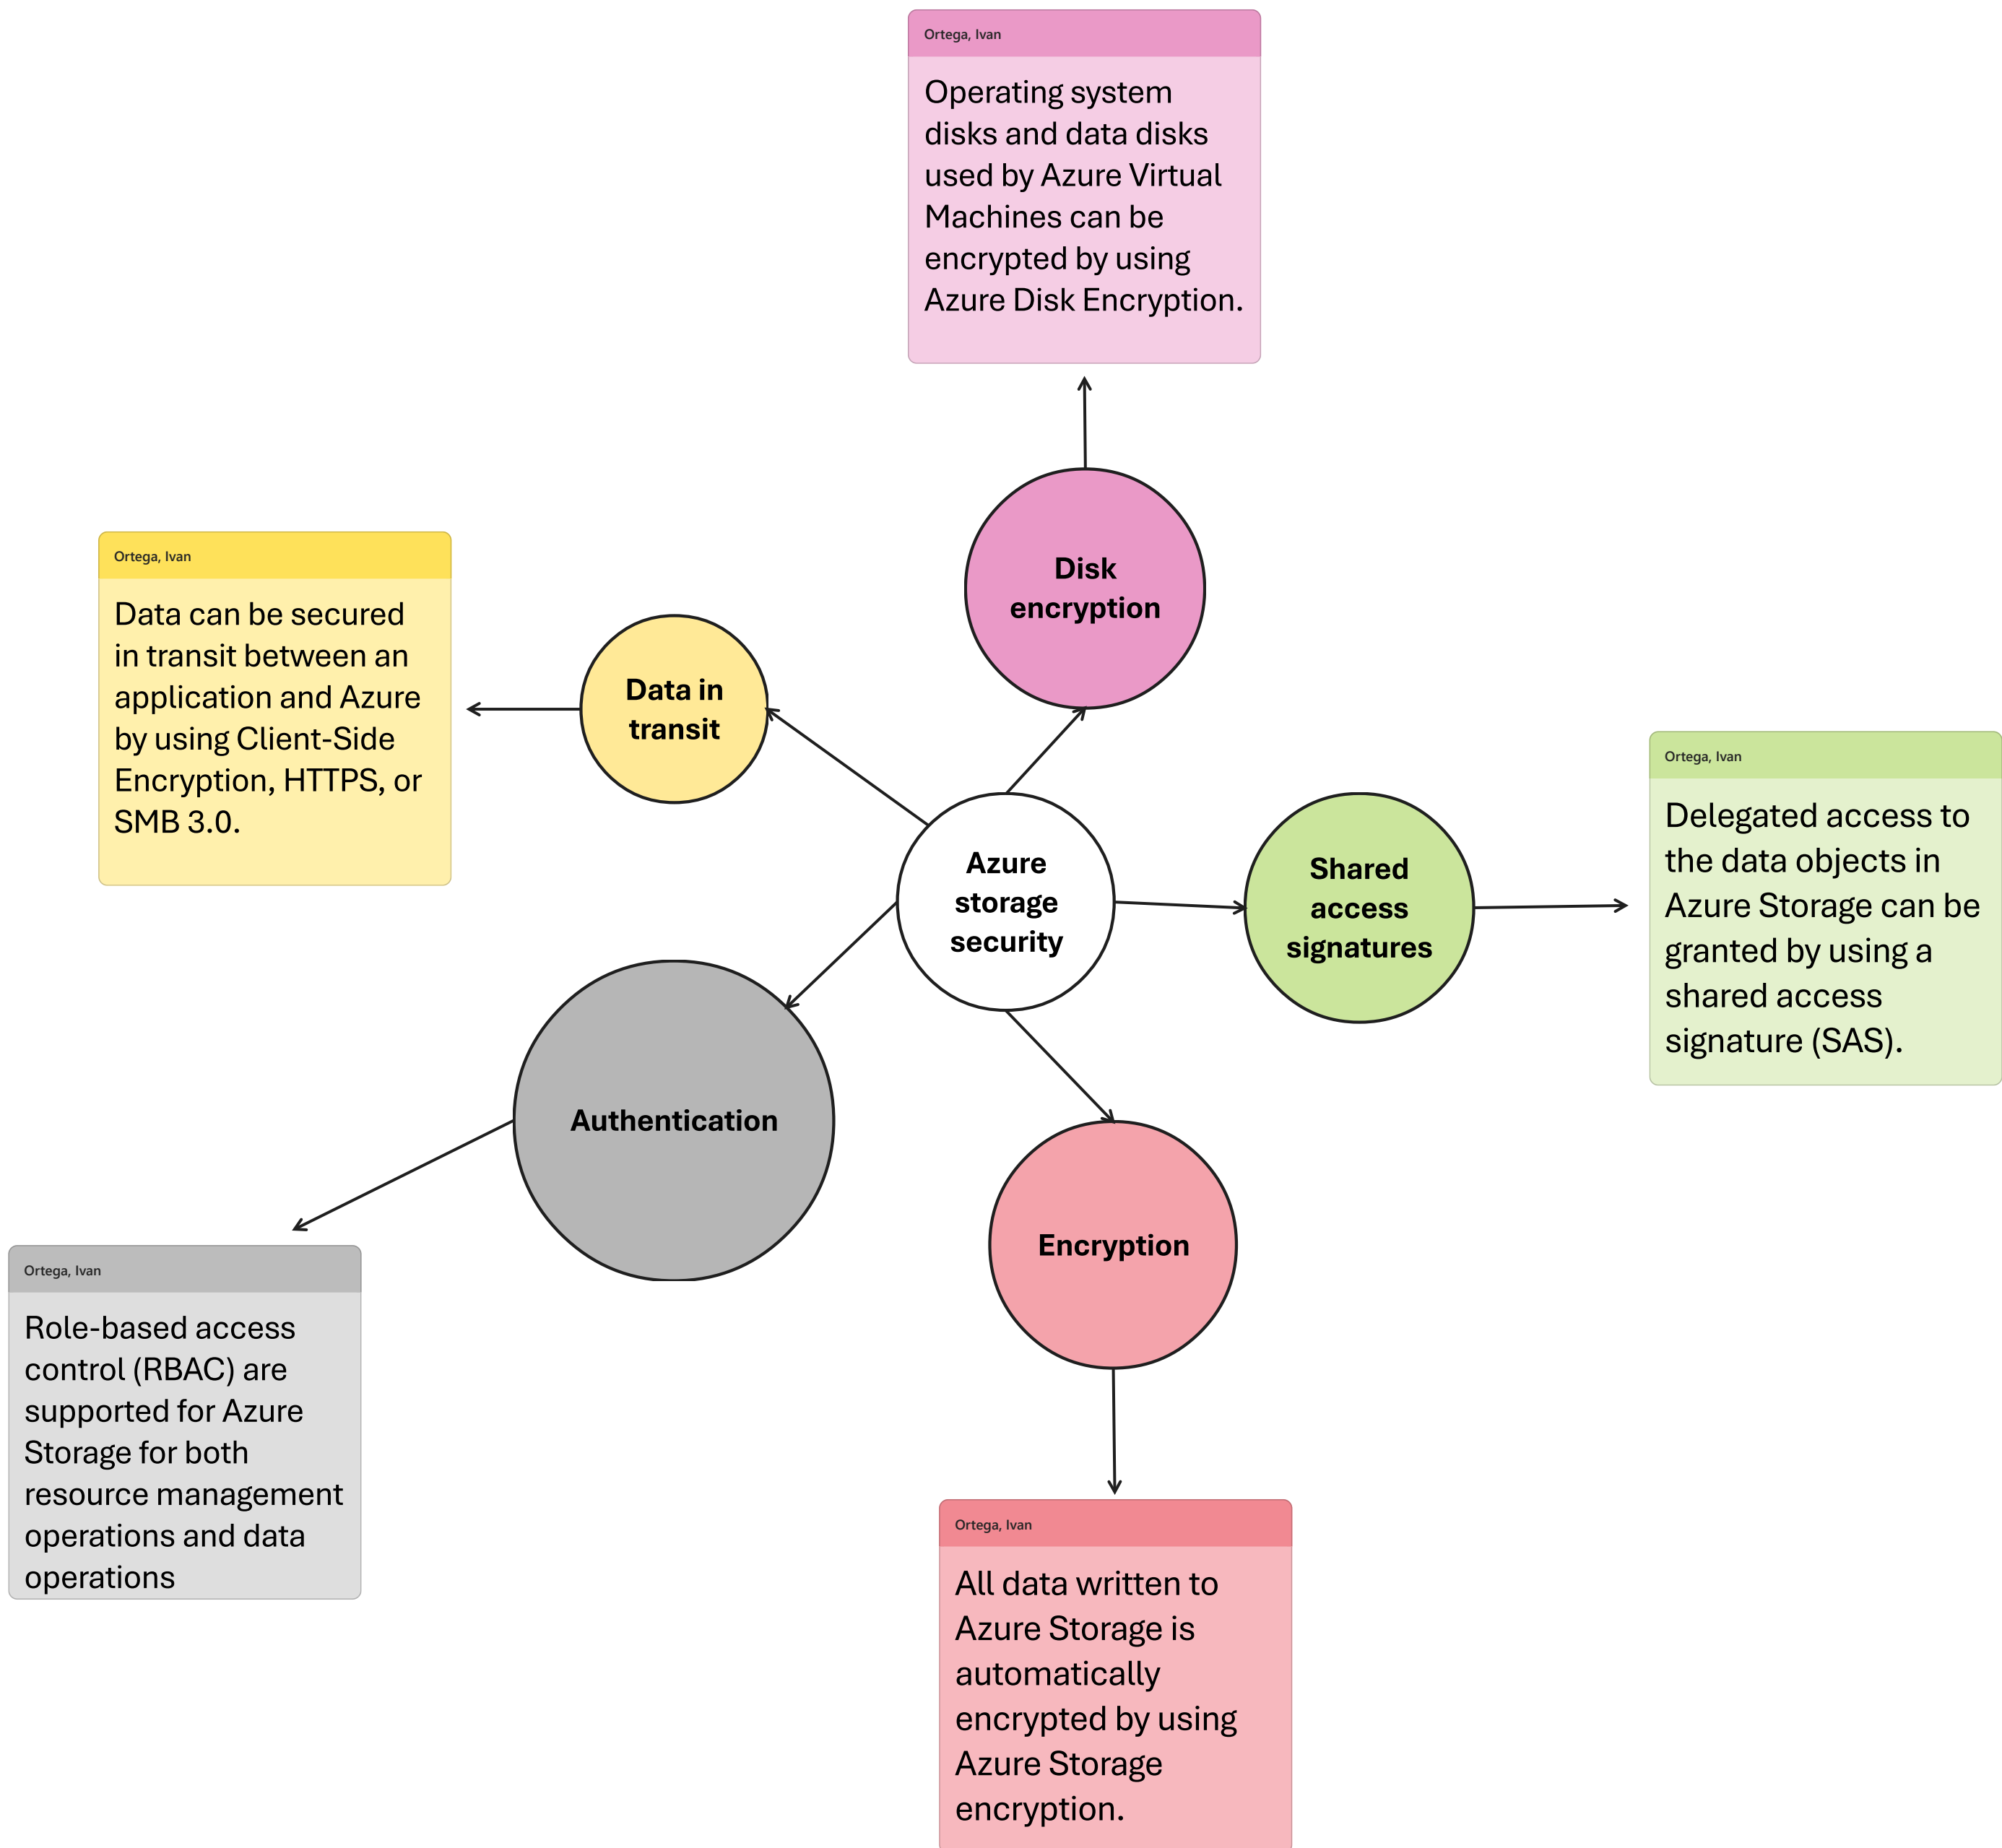 Ortega, Ivan
Operating system
disks and data disks
used by Azure Virtual
Machines can be
encrypted by using
Azure Disk Encryption.
Disk
encryption
Ortega, Ivan
Data can be secured
in transit between an
application and Azure
by using Client-Side
Encryption, HTTPS, or
SMB 3.0.
Data in
transit
Azure
storage
security
Shared
access
signatures
Ortega, Ivan
Delegated access to
the data objects in
Azure Storage can be
granted by using a
shared access
signature (SAS).
Authentication
Ortega, Ivan
Role-based access
control (RBAC) are
supported for Azure
Storage for both
resource management
operations and data
operations
Encryption
Ortega, Ivan
All data written to
Azure Storage is
automatically
encrypted by using
Azure Storage
encryption.